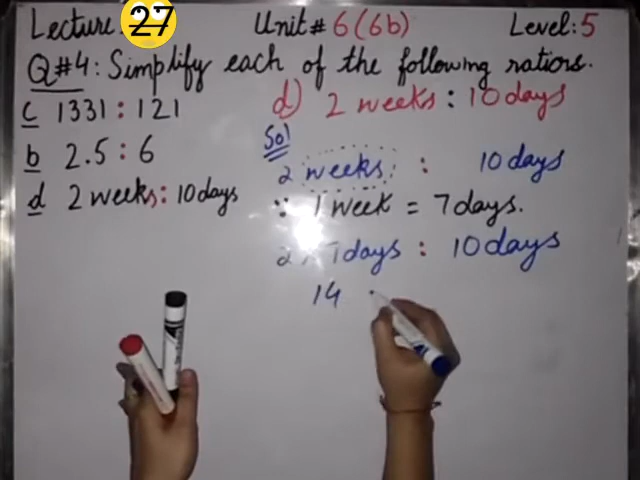 Lecture: 27 Unit# 6(6b) Level: 5
Q#4: Simplify each of the following rations.
c 1331 : 121
b 2.5 : 6
d 2 weeks: 10 days
d) 2 weeks : 10 days
Sol
2 weeks : 10 days
∵ 1 week = 7 days.
2 × 7 days : 10 days
14